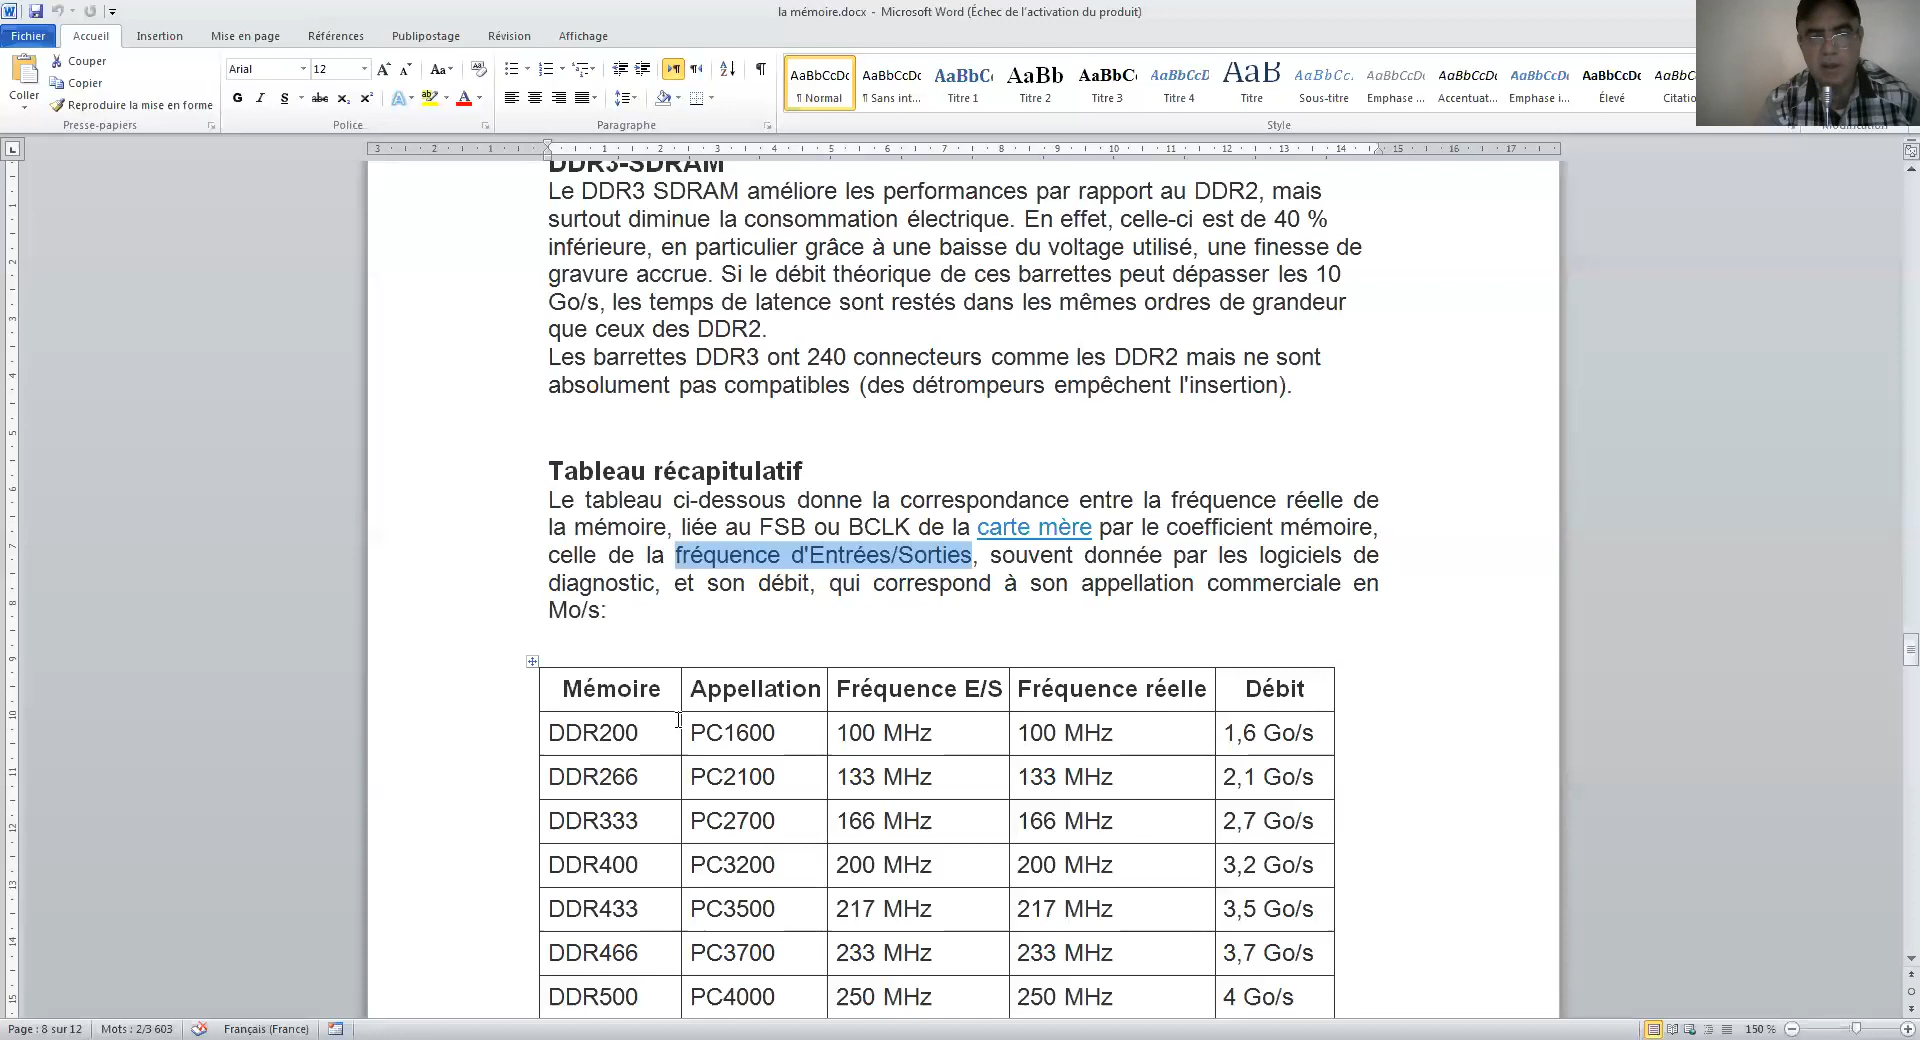 la mémoire.docx - Microsoft Word (Échec de l'activation du produit)
Fichier Accueil Insertion Mise en page Références Publipostage Révision Affichage
Coller
Couper
Copier
Reproduire la mise en forme
Presse-papiers
Arial 12
Police
Paragraphe
AaBbCcDc AaBbCcDc AaBbC AaBb AaBbC AaBbCcD AaB AaBbCc AaBbCcD AaBbCcDc AaBbCcD AaBbCcDc AaBbC
¶ Normal ¶ Sans int... Titre 1 Titre 2 Titre 3 Titre 4 Titre Sous-titre Emphase ... Accentuat... Emphase i... Élevé Citatio
Style
DDR3-SDRAM
Le DDR3 SDRAM améliore les performances par rapport au DDR2, mais
surtout diminue la consommation électrique. En effet, celle-ci est de 40 %
inférieure, en particulier grâce à une baisse du voltage utilisé, une finesse de
gravure accrue. Si le débit théorique de ces barrettes peut dépasser les 10
Go/s, les temps de latence sont restés dans les mêmes ordres de grandeur
que ceux des DDR2.
Les barrettes DDR3 ont 240 connecteurs comme les DDR2 mais ne sont
absolument pas compatibles (des détrompeurs empêchent l'insertion).
Tableau récapitulatif
Le tableau ci-dessous donne la correspondance entre la fréquence réelle de
la mémoire, liée au FSB ou BCLK de la carte mère par le coefficient mémoire,
celle de la fréquence d'Entrées/Sorties, souvent donnée par les logiciels de
diagnostic, et son débit, qui correspond à son appellation commerciale en
Mo/s:
Mémoire Appellation Fréquence E/S Fréquence réelle Débit
DDR200 PC1600 100 MHz 100 MHz 1,6 Go/s
DDR266 PC2100 133 MHz 133 MHz 2,1 Go/s
DDR333 PC2700 166 MHz 166 MHz 2,7 Go/s
DDR400 PC3200 200 MHz 200 MHz 3,2 Go/s
DDR433 PC3500 217 MHz 217 MHz 3,5 Go/s
DDR466 PC3700 233 MHz 233 MHz 3,7 Go/s
DDR500 PC4000 250 MHz 250 MHz 4 Go/s
Page : 8 sur 12 Mots : 2/3 603 Français (France) 150 %